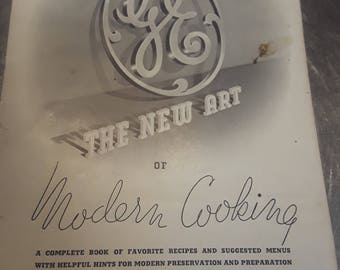 GE
THE NEW ART
OF
Modern Cooking
A COMPLETE BOOK OF FAVORITE RECIPES AND SUGGESTED MENUS
WITH HELPFUL HINTS FOR MODERN PRESERVATION AND PREPARATION